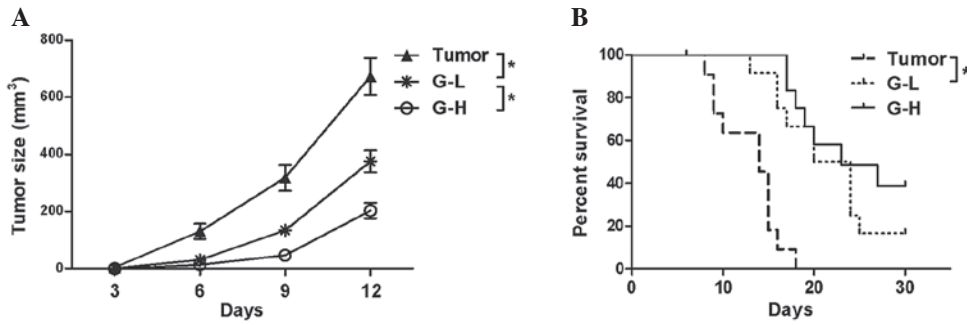 A
800
600
400
200
0
Tumor size (mm³)
3 6 9 12
Days
Tumor
G-L
G-H
*
*
B
100
80
60
40
20
0
Percent survival
0 10 20 30
Days
Tumor
G-L
G-H
*